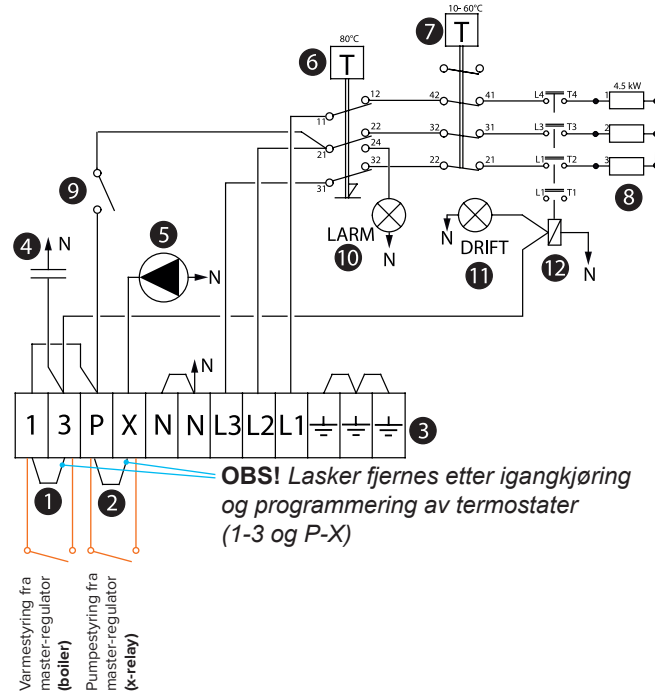 10- 60°C
7
80°C
6
T
T
12
42
41
L4
T4
4.5 kW
1
11
22
24
32
31
L3
T3
2
21
32
22
21
L1
T2
3
31
9
L1
T1
8
4
N
5
N
LARM
10
N
N
DRIFT
11
12
N
N
1
3
P
X
N
N
L3
L2
L1
3
1
2
OBS! Lasker fjernes etter igangkjøring
og programmering av termostater
(1-3 og P-X)
Varmestyring fra
master-regulator
(boiler)
Pumpestyring fra
master-regulator
(x-relay)